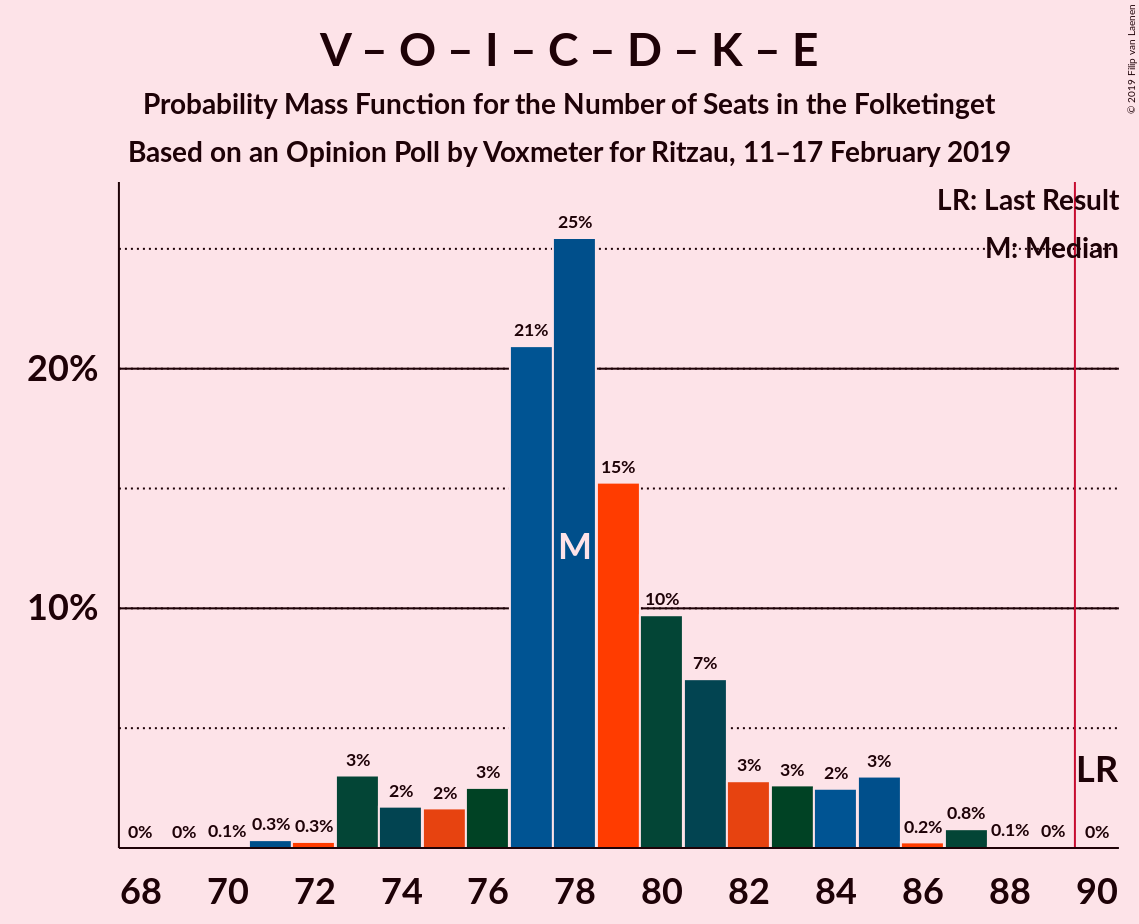 V – O – I – C – D – K – E
Probability Mass Function for the Number of Seats in the Folketinget
Based on an Opinion Poll by Voxmeter for Ritzau, 11–17 February 2019
© 2019 Filip van Laenen
LR: Last Result
M: Median
20%
10%
0% 0% 0.1% 0.3% 0.3% 3% 2% 2% 3% 21% 25% 15% 10% 7% 3% 3% 2% 3% 0.2% 0.8% 0.1% 0% 0%
M
LR
68 70 72 74 76 78 80 82 84 86 88 90